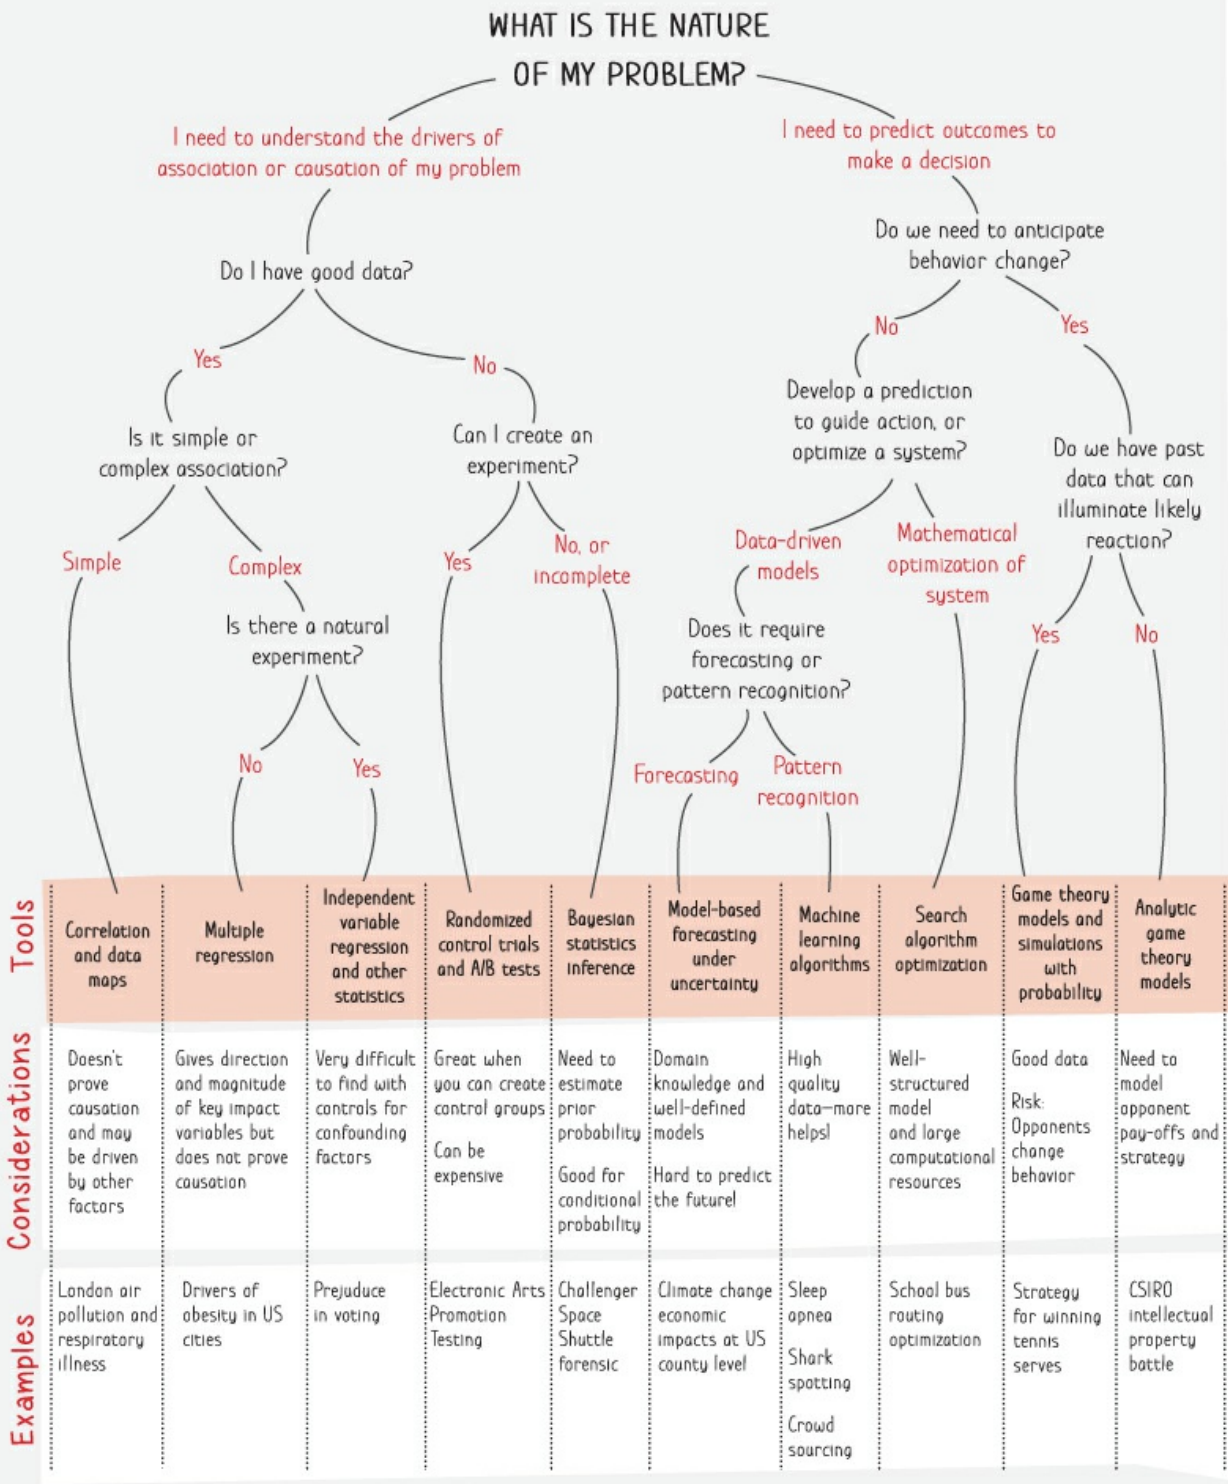 WHAT IS THE NATURE
OF MY PROBLEM?
I need to understand the drivers of
association or causation of my problem
Do I have good data?
Yes
No
Is it simple or
complex association?
Can I create an
experiment?
Simple
Complex
Yes
No, or
incomplete
Is there a natural
experiment?
No
Yes
I need to predict outcomes to
make a decision
Do we need to anticipate
behavior change?
No
Yes
Develop a prediction
to guide action, or
optimize a system?
Do we have past
data that can
illuminate likely
reaction?
Data-driven
models
Mathematical
optimization of
system
Yes
No
Does it require
forecasting or
pattern recognition?
Forecasting
Pattern
recognition
Tools
Correlation
and data
maps
Multiple
regression
Independent
variable
regression
and other
statistics
Randomized
control trials
and A/B tests
Bayesian
statistics
inference
Model-based
forecasting
under
uncertainty
Machine
learning
algorithms
Search
algorithm
optimization
Game theory
models and
simulations
with
probability
Analytic
game
theory
models
Considerations
Doesn't
prove
causation
and may
be driven
by other
factors
Gives direction
and magnitude
of key impact
variables but
does not prove
causation
Very difficult
to find with
controls for
confounding
factors
Great when
you can create
control groups
Can be
expensive
Need to
estimate
prior
probability
Good for
conditional
probability
Domain
knowledge and
well-defined
models
Hard to predict
the future!
High
quality
data—more
helps!
Well-
structured
model
and large
computational
resources
Good data
Risk:
Opponents
change
behavior
Need to
model
opponent
pay-offs and
strategy
Examples
London air
pollution and
respiratory
illness
Drivers of
obesity in US
cities
Prejuduce
in voting
Electronic Arts
Promotion
Testing
Challenger
Space
Shuttle
forensic
Climate change
economic
impacts at US
county level
Sleep
apnea
Shark
spotting
Crowd
sourcing
School bus
routing
optimization
Strategy
for winning
tennis
serves
CSIRO
intellectual
property
battle